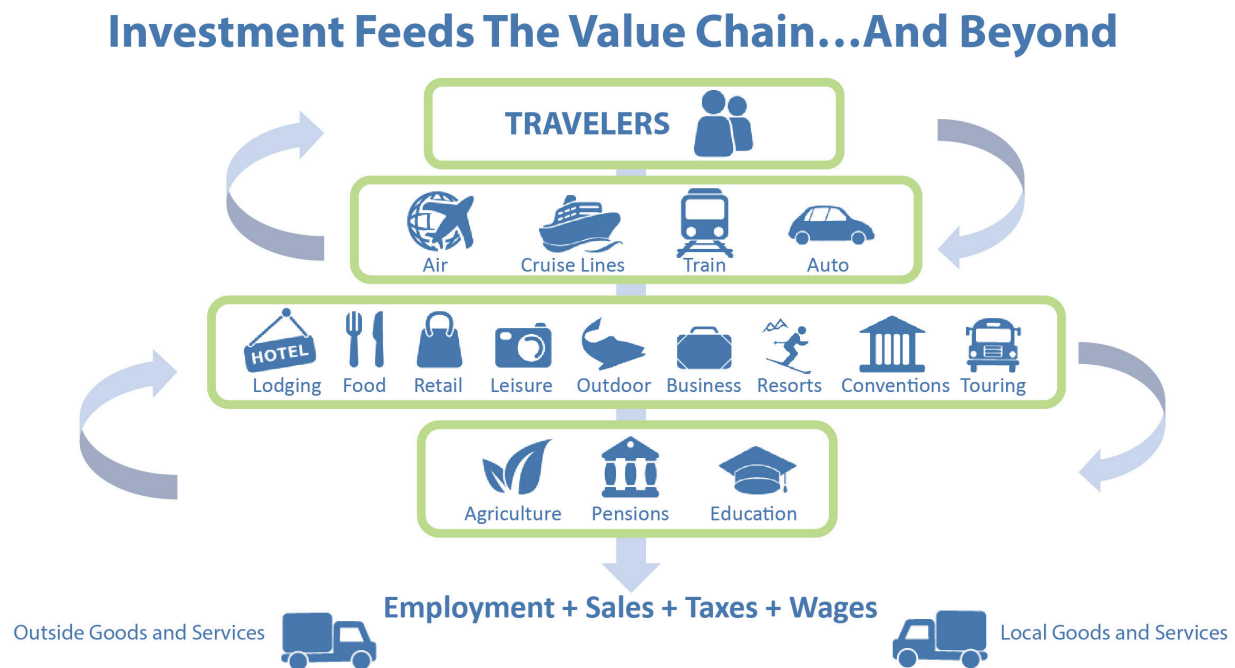 Investment Feeds The Value Chain...And Beyond
TRAVELERS
Air
Cruise Lines
Train
Auto
HOTEL
Lodging
Food
Retail
Leisure
Outdoor
Business
Resorts
Conventions
Touring
Agriculture
Pensions
Education
Employment + Sales + Taxes + Wages
Outside Goods and Services
Local Goods and Services